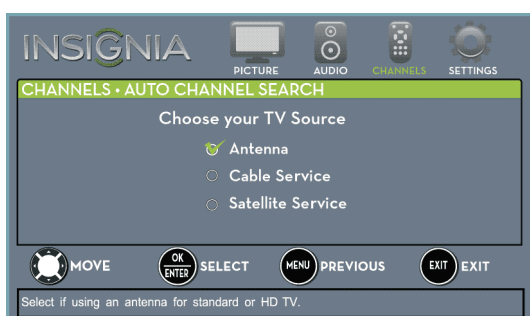 INSIGNIA
PICTURE AUDIO CHANNELS SETTINGS
CHANNELS • AUTO CHANNEL SEARCH
Choose your TV Source
Antenna
Cable Service
Satellite Service
MOVE OK ENTER SELECT MENU PREVIOUS EXIT EXIT
Select if using an antenna for standard or HD TV.